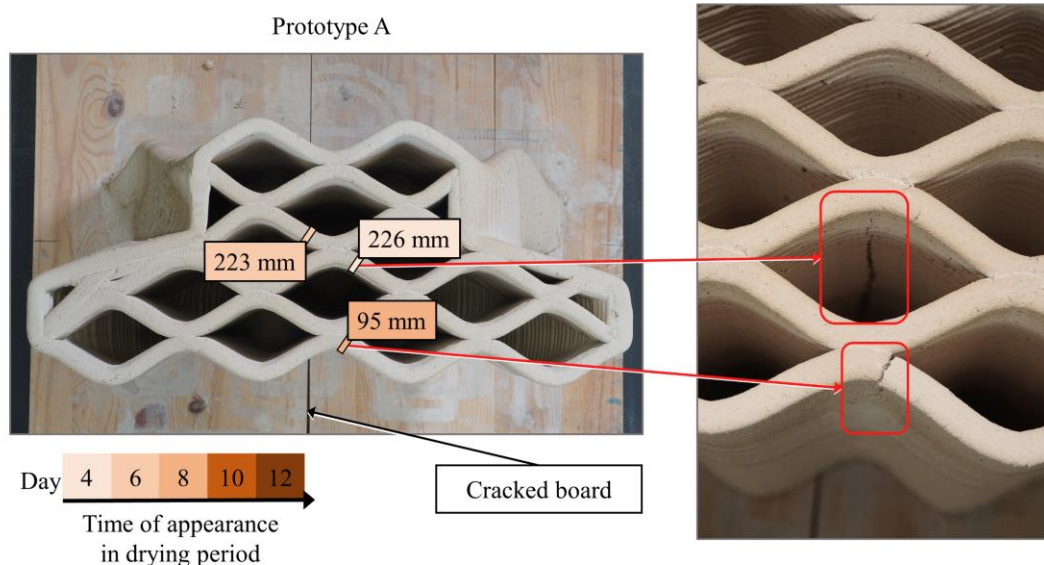 Prototype A
226 mm
223 mm
95 mm
Day 4 6 8 10 12
Time of appearance
in drying period
Cracked board